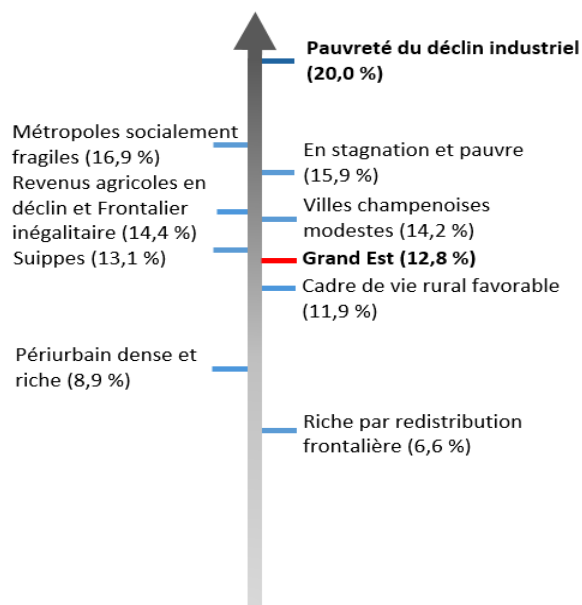 Pauvreté du déclin industriel
(20,0 %)
Métropoles socialement
fragiles (16,9 %)
En stagnation et pauvre
(15,9 %)
Revenus agricoles en
déclin et Frontalier
inégalitaire (14,4 %)
Villes champenoises
modestes (14,2 %)
Suippes (13,1 %)
Grand Est (12,8 %)
Cadre de vie rural favorable
(11,9 %)
Périurbain dense et
riche (8,9 %)
Riche par redistribution
frontalière (6,6 %)